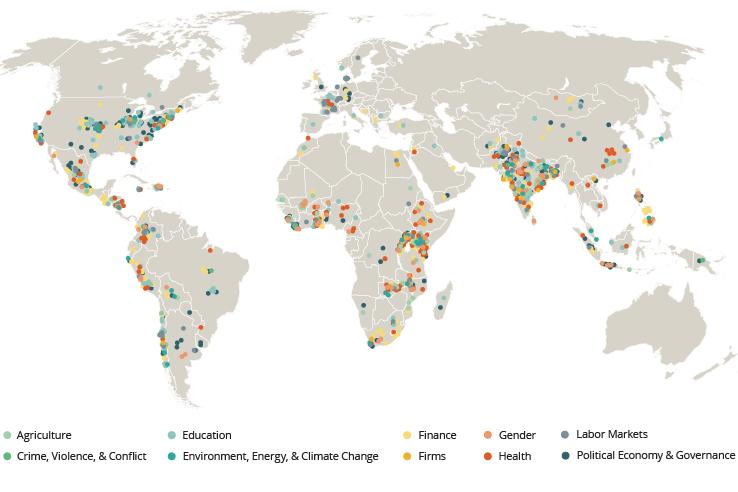 Agriculture
Education
Finance
Gender
Labor Markets
Crime, Violence, & Conflict
Environment, Energy, & Climate Change
Firms
Health
Political Economy & Governance